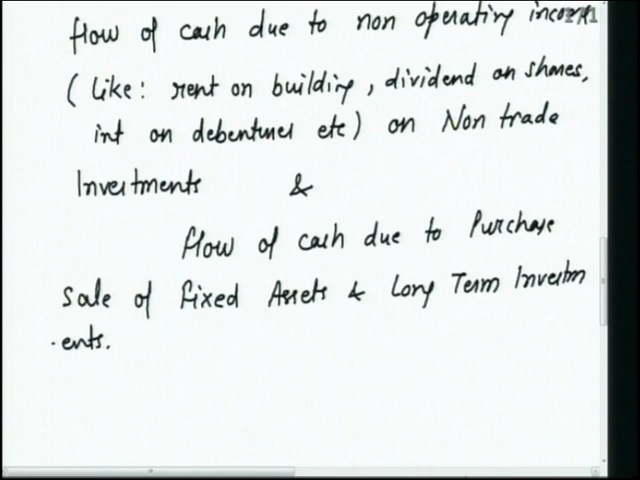 flow of cash due to non operating income
(Like: rent on building, dividend on shares,
int on debentures etc) on Non trade
Investments &
flow of cash due to Purchase
Sale of Fixed Assets & Long Term Investm
ents.